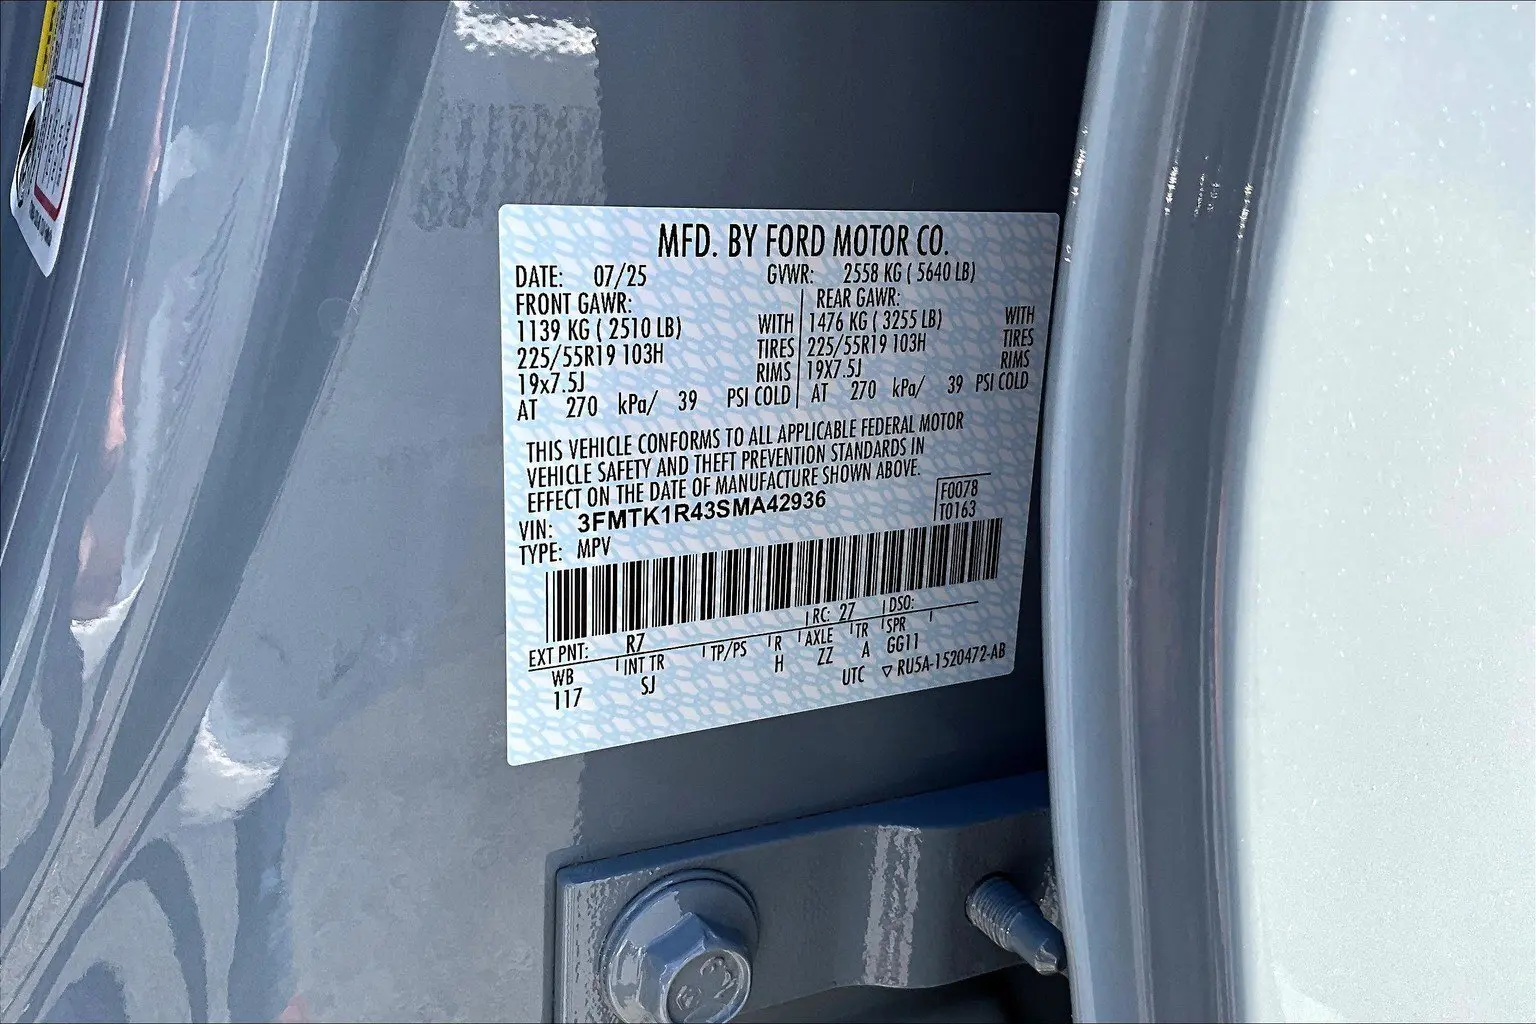 MFD. BY FORD MOTOR CO.
DATE: 07/25 GVWR: 2558 KG ( 5640 LB)
FRONT GAWR: REAR GAWR:
1139 KG ( 2510 LB) WITH 1476 KG ( 3255 LB) WITH
225/55R19 103H TIRES 225/55R19 103H TIRES
19x7.5J RIMS 19X7.5J RIMS
AT 270 kPa/ 39 PSI COLD AT 270 kPa/ 39 PSI COLD
THIS VEHICLE CONFORMS TO ALL APPLICABLE FEDERAL MOTOR
VEHICLE SAFETY AND THEFT PREVENTION STANDARDS IN
EFFECT ON THE DATE OF MANUFACTURE SHOWN ABOVE.
VIN: 3FMTK1R43SMA42936 F0078
TYPE: MPV T0163
EXT PNT: R7 RC: 27 DSO:
WB INT TR TP/PS R AXLE TR SPR
117 SJ H ZZ A GG11
UTC ▽ RU5A-1520472-AB